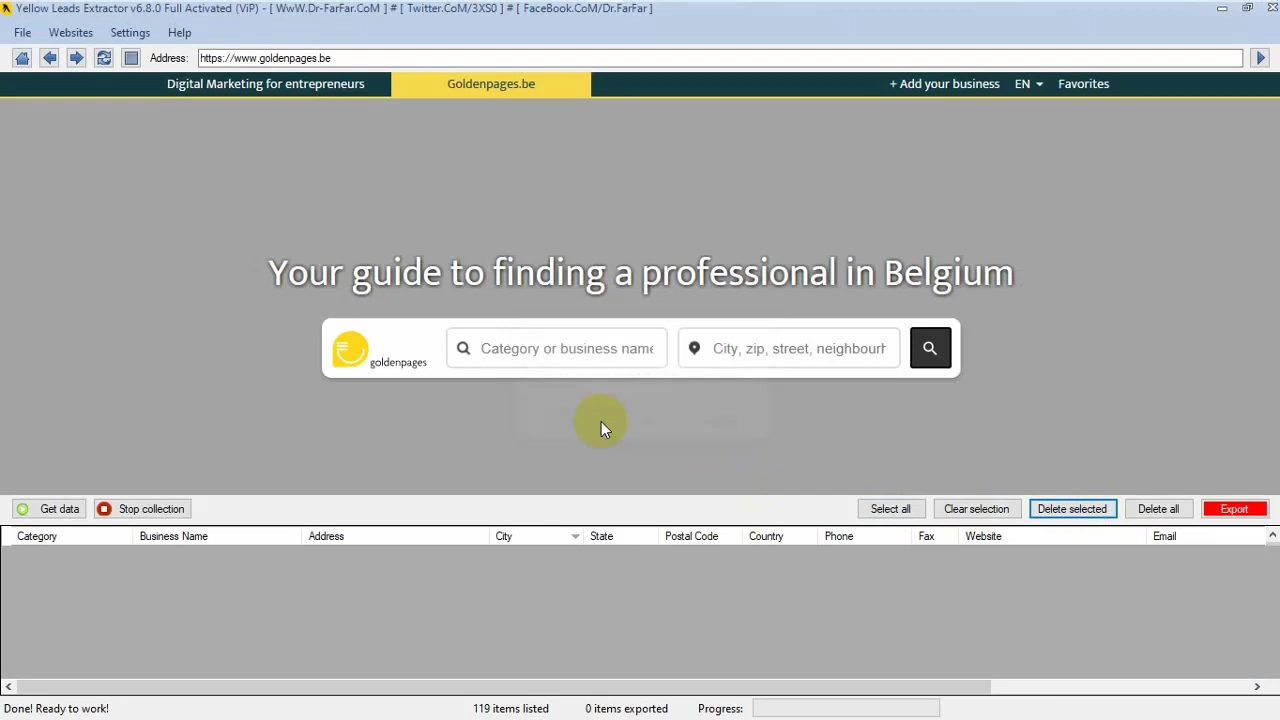 Yellow Leads Extractor v6.8.0 Full Activated (ViP) - [ WwW.Dr-FarFar.CoM ] # [ Twitter.CoM/3XS0 ] # [ FaceBook.CoM/Dr.FarFar ]
File Websites Settings Help
Address: https://www.goldenpages.be
Digital Marketing for entrepreneurs Goldenpages.be + Add your business EN Favorites
Your guide to finding a professional in Belgium
goldenpages Category or business name City, zip, street, neighbourh
Get data Stop collection Select all Clear selection Delete selected Delete all Export
Category Business Name Address City State Postal Code Country Phone Fax Website Email
Done! Ready to work! 119 items listed 0 items exported Progress: